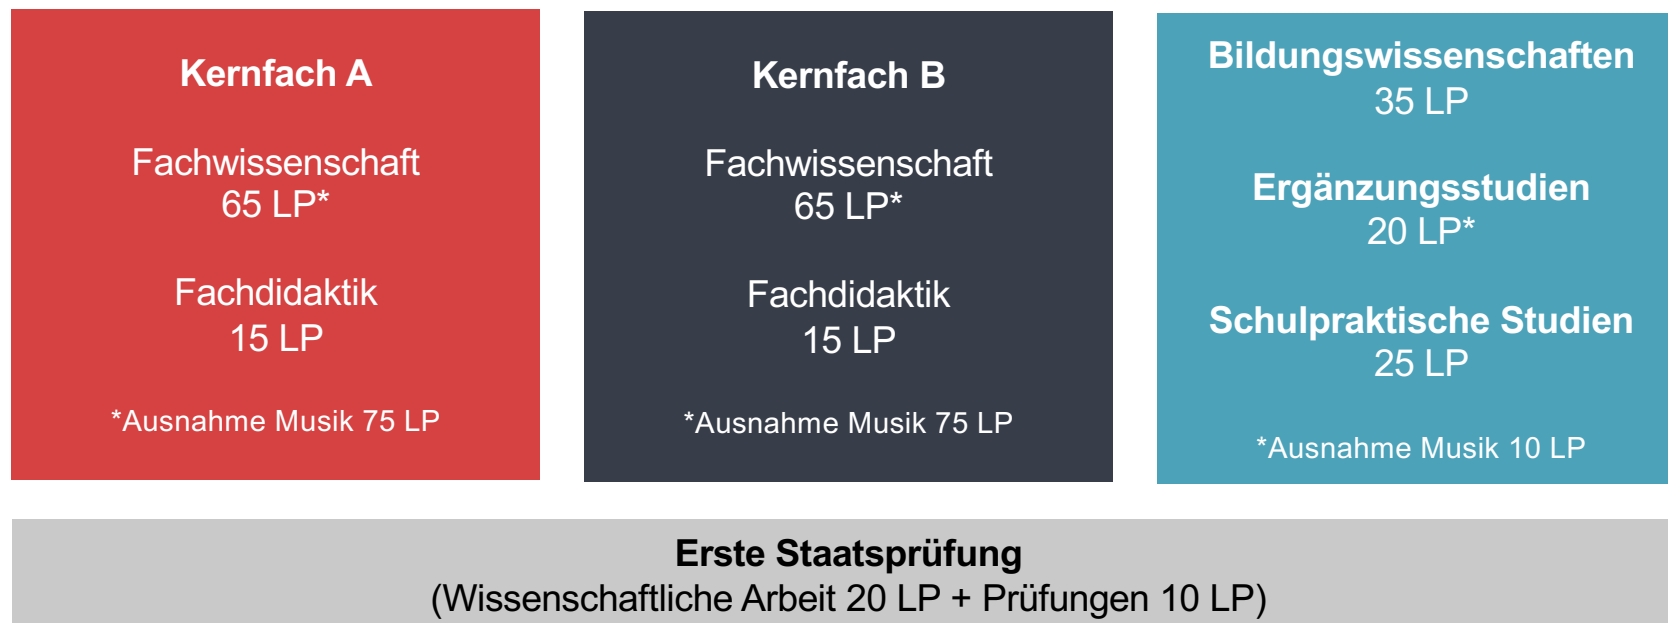 Kernfach A
Fachwissenschaft
65 LP*
Fachdidaktik
15 LP
*Ausnahme Musik 75 LP
Kernfach B
Fachwissenschaft
65 LP*
Fachdidaktik
15 LP
*Ausnahme Musik 75 LP
Bildungswissenschaften
35 LP
Ergänzungsstudien
20 LP*
Schulpraktische Studien
25 LP
*Ausnahme Musik 10 LP
Erste Staatsprüfung
(Wissenschaftliche Arbeit 20 LP + Prüfungen 10 LP)